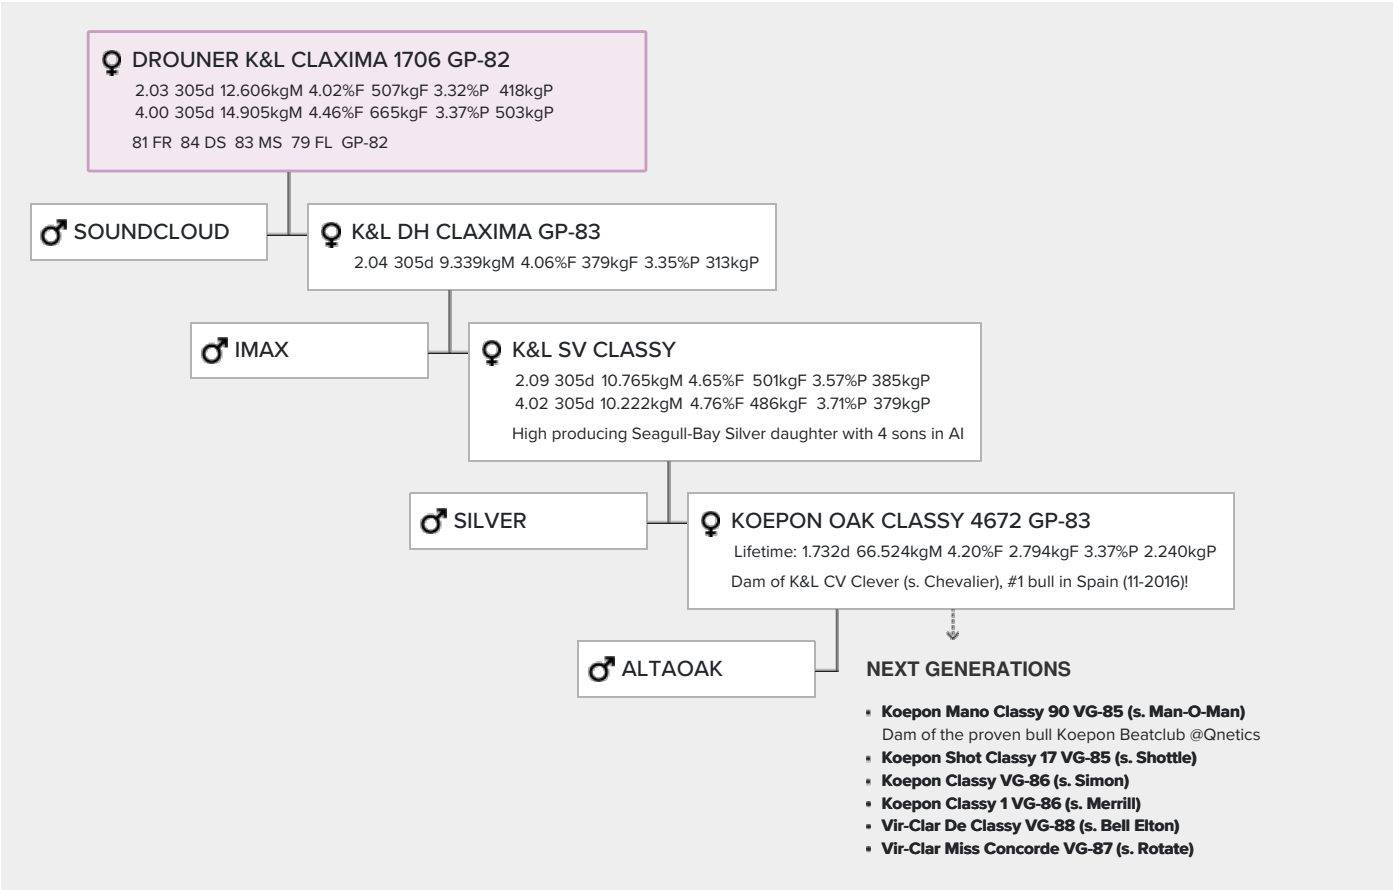 DROUNER K&L CLAXIMA 1706 GP-82
2.03 305d 12.606kgM 4.02%F 507kgF 3.32%P 418kgP
4.00 305d 14.905kgM 4.46%F 665kgF 3.37%P 503kgP
81 FR 84 DS 83 MS 79 FL GP-82
SOUNDCLOUD
K&L DH CLAXIMA GP-83
2.04 305d 9.339kgM 4.06%F 379kgF 3.35%P 313kgP
IMAX
K&L SV CLASSY
2.09 305d 10.765kgM 4.65%F 501kgF 3.57%P 385kgP
4.02 305d 10.222kgM 4.76%F 486kgF 3.71%P 379kgP
High producing Seagull-Bay Silver daughter with 4 sons in AI
SILVER
KOEPON OAK CLASSY 4672 GP-83
Lifetime: 1.732d 66.524kgM 4.20%F 2.794kgF 3.37%P 2.240kgP
Dam of K&L CV Clever (s. Chevalier), #1 bull in Spain (11-2016)!
ALTAOAK
NEXT GENERATIONS
Koepon Mano Classy 90 VG-85 (s. Man-O-Man)
Dam of the proven bull Koepon Beatclub @Qnetics
Koepon Shot Classy 17 VG-85 (s. Shottle)
Koepon Classy VG-86 (s. Simon)
Koepon Classy 1 VG-86 (s. Merrill)
Vir-Clar De Classy VG-88 (s. Bell Elton)
Vir-Clar Miss Concorde VG-87 (s. Rotate)